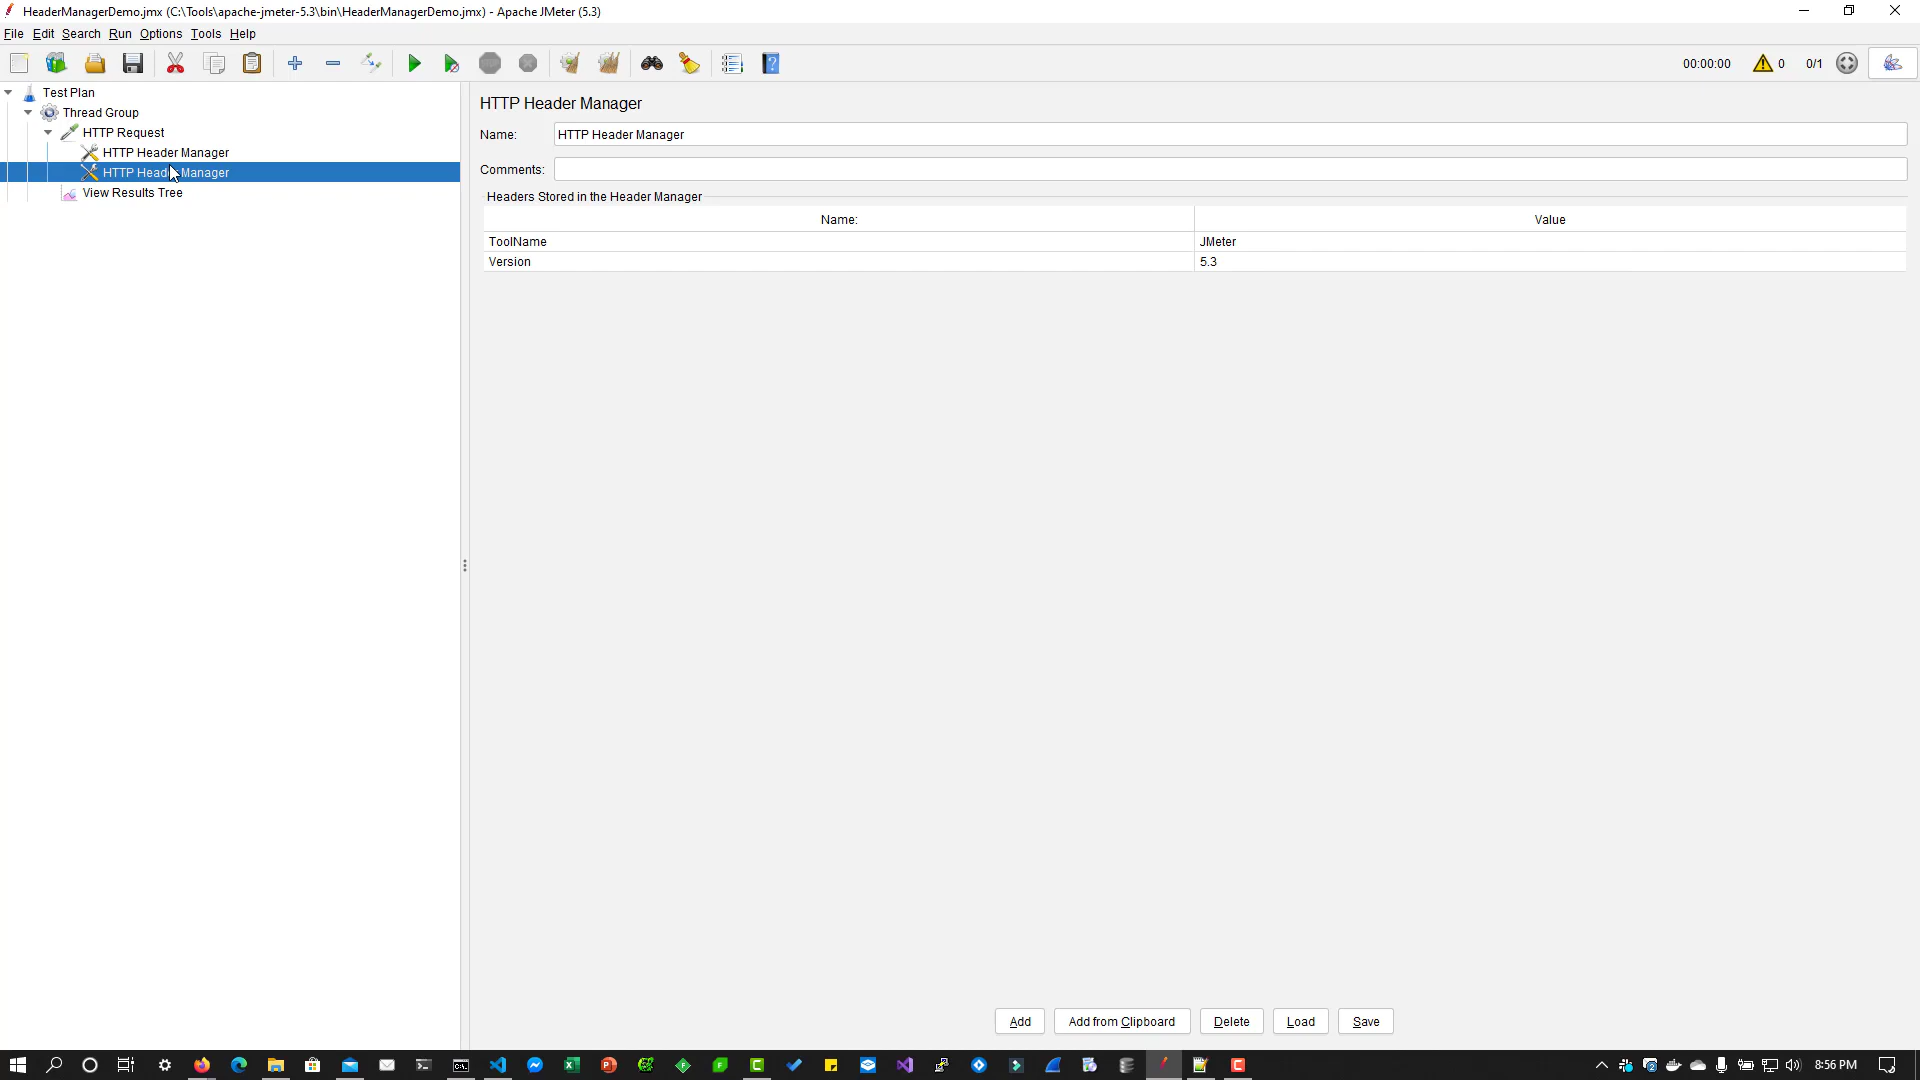 HeaderManagerDemo.jmx (C:\Tools\apache-jmeter-5.3\bin\HeaderManagerDemo.jmx) - Apache JMeter (5.3)
File Edit Search Run Options Tools Help
00:00:00 0 0/1
Test Plan
Thread Group
HTTP Request
HTTP Header Manager
HTTP Header Manager
View Results Tree
HTTP Header Manager
Name: HTTP Header Manager
Comments:
Headers Stored in the Header Manager
Name: Value
ToolName JMeter
Version 5.3
Add Add from Clipboard Delete Load Save
8:56 PM